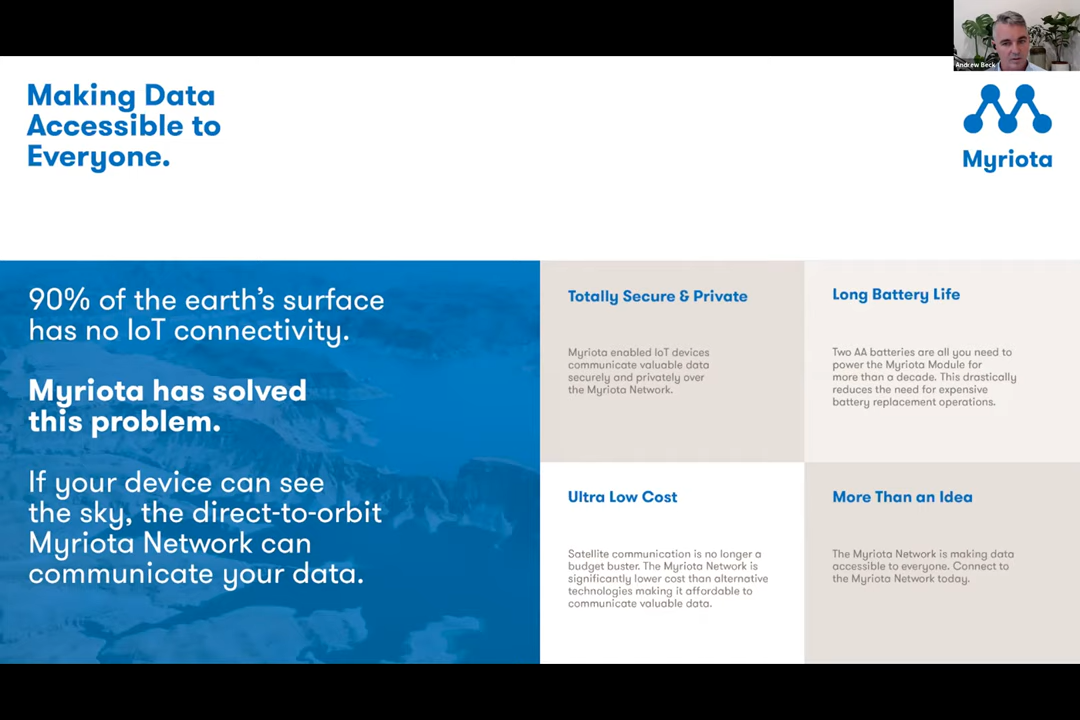 Andrew Beck
Making Data
Accessible to
Everyone.
Myriota
90% of the earth's surface
has no IoT connectivity.
Myriota has solved
this problem.
If your device can see
the sky, the direct-to-orbit
Myriota Network can
communicate your data.
Totally Secure & Private
Myriota enabled IoT devices
communicate valuable data
securely and privately over
the Myriota Network.
Long Battery Life
Two AA batteries are all you need to
power the Myriota Module for
more than a decade. This drastically
reduces the need for expensive
battery replacement operations.
Ultra Low Cost
Satellite communication is no longer a
budget buster. The Myriota Network is
significantly lower cost than alternative
technologies making it affordable to
communicate valuable data.
More Than an Idea
The Myriota Network is making data
accessible to everyone. Connect to
the Myriota Network today.